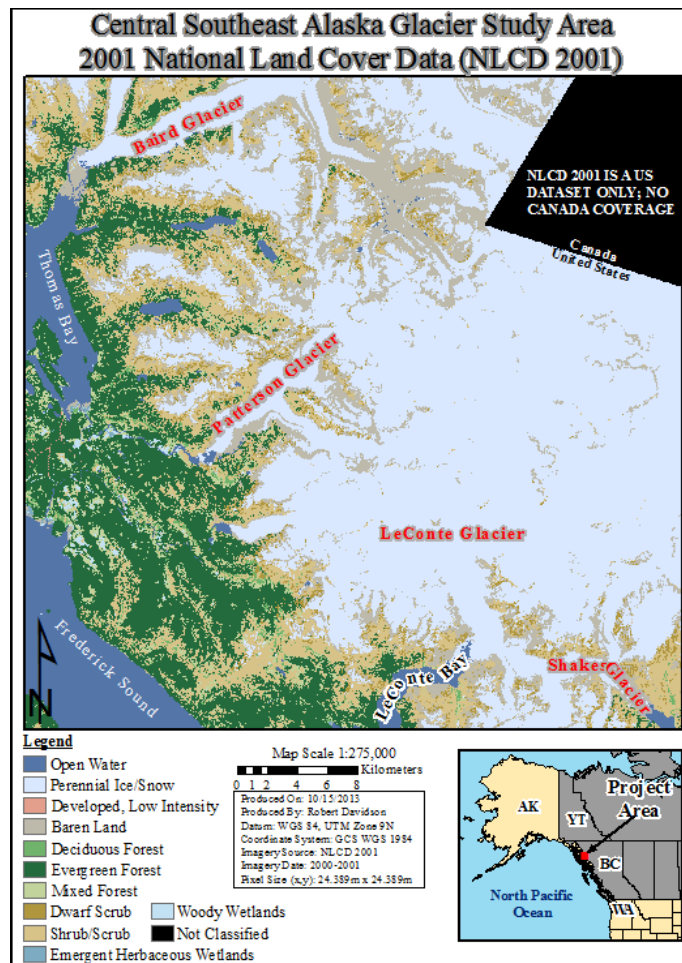 Central Southeast Alaska Glacier Study Area
2001 National Land Cover Data (NLCD 2001)
Baird Glacier
NLCD 2001 IS A US
DATASET ONLY; NO
CANADA COVERAGE
Canada
United States
Thomas Bay
Patterson Glacier
LeConte Glacier
Frederick Sound
LeConte Bay
Shakes Glacier
N
Legend
Open Water
Perennial Ice/Snow
Developed, Low Intensity
Baren Land
Deciduous Forest
Evergreen Forest
Mixed Forest
Dwarf Scrub
Shrub/Scrub
Emergent Herbaceous Wetlands
Woody Wetlands
Not Classified
Map Scale 1:275,000
Kilometers
0 1 2 4 6 8
Produced On: 10/15/2013
Produced By: Robert Davidson
Datum: WGS 84, UTM Zone 9N
Coordinate System: GCS WGS 1984
Imagery Source: NLCD 2001
Imagery Date: 2000-2001
Pixel Size (x,y): 24.389m x 24.389m
Project
Area
AK
YT
BC
WA
North Pacific
Ocean